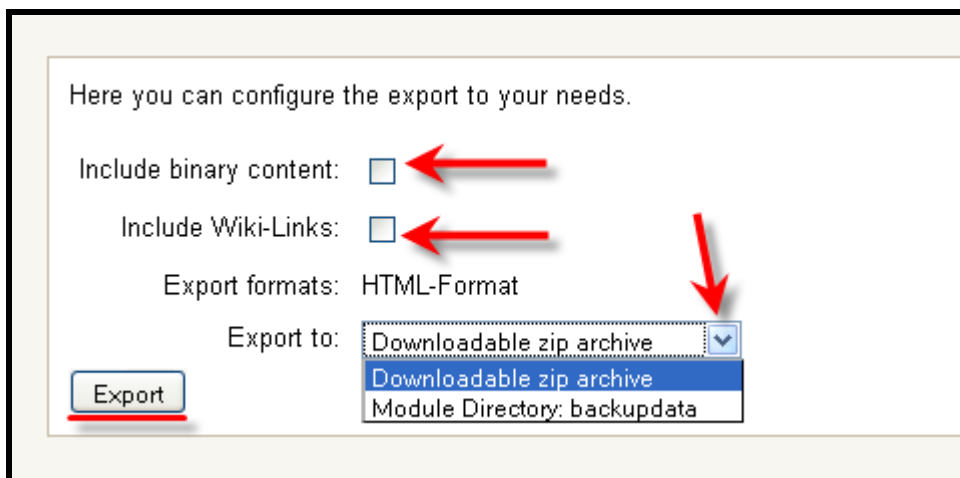 Here you can configure the export to your needs.
Include binary content:
Include Wiki-Links:
Export formats: HTML-Format
Export to: Downloadable zip archive
Downloadable zip archive
Module Directory: backupdata
Export